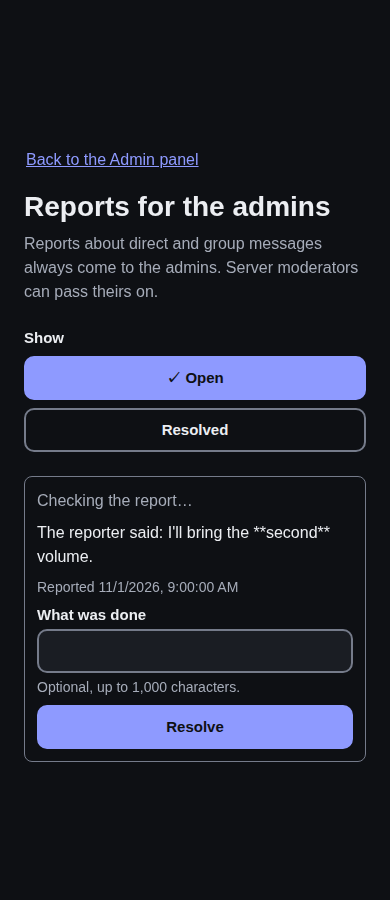 Back to the Admin panel
Reports for the admins
Reports about direct and group messages
always come to the admins. Server moderators
can pass theirs on.
Show
✓ Open
Resolved
Checking the report…
The reporter said: I'll bring the **second**
volume.
Reported 11/1/2026, 9:00:00 AM
What was done
Optional, up to 1,000 characters.
Resolve